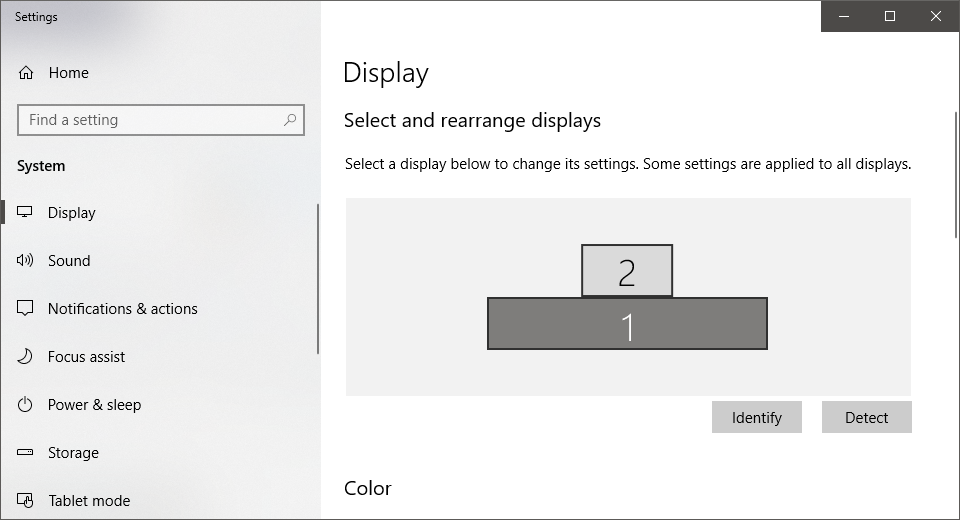 Settings
Home
Find a setting
System
Display
Sound
Notifications & actions
Focus assist
Power & sleep
Storage
Tablet mode
Display
Select and rearrange displays
Select a display below to change its settings. Some settings are applied to all displays.
2
1
Identify
Detect
Color